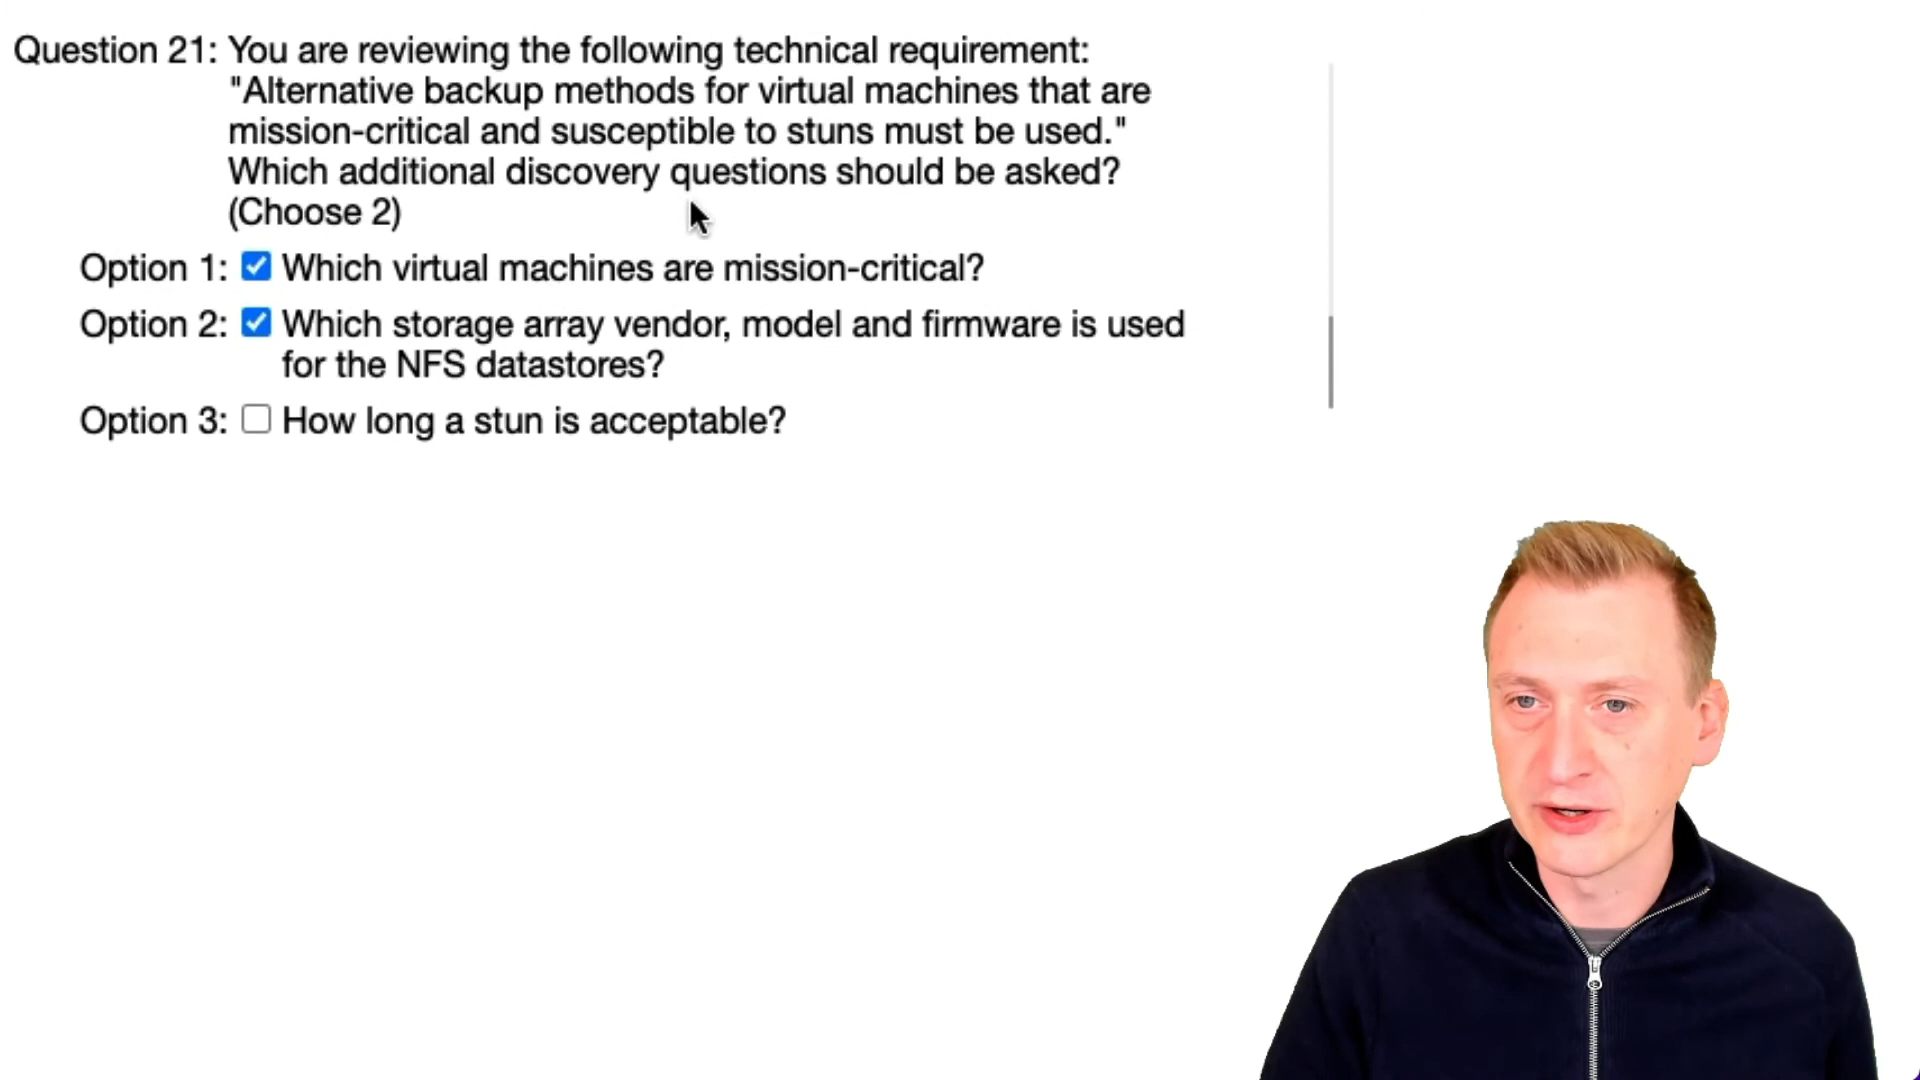 Question 21: You are reviewing the following technical requirement:
"Alternative backup methods for virtual machines that are
mission-critical and susceptible to stuns must be used."
Which additional discovery questions should be asked?
(Choose 2)
Option 1: Which virtual machines are mission-critical?
Option 2: Which storage array vendor, model and firmware is used
for the NFS datastores?
Option 3: How long a stun is acceptable?